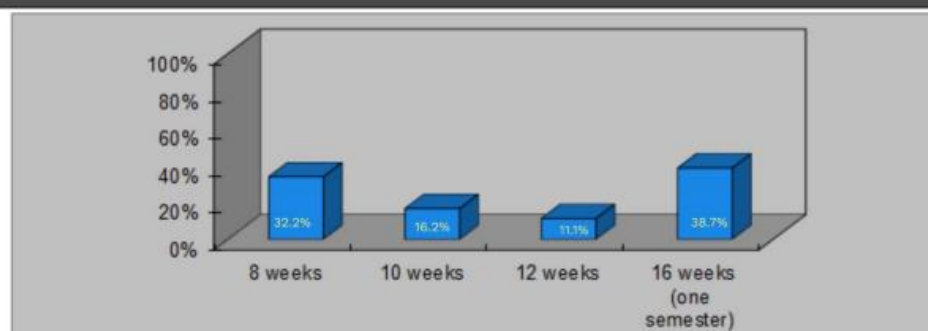 100%
80%
60%
40%
20%
0%
32.2%
16.2%
11.1%
38.7%
8 weeks
10 weeks
12 weeks
16 weeks
(one
semester)